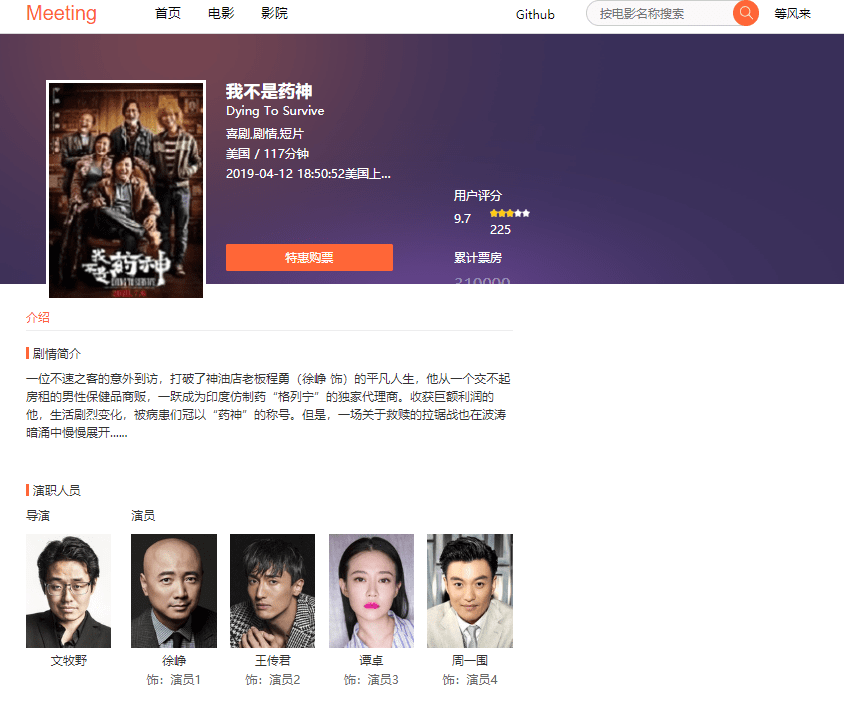 Meeting 首页 电影 影院 Github 按电影名称搜索 等风来
我不是药神
Dying To Survive
喜剧,剧情,短片
美国 / 117分钟
2019-04-12 18:50:52美国上...
用户评分
9.7
225
特惠购票
累计票房
310000
我不是药神
DYING TO SURVIVE
介绍
剧情简介
一位不速之客的意外到访，打破了神油店老板程勇（徐峥 饰）的平凡人生，他从一个交不起
房租的男性保健品商贩，一跃成为印度仿制药“格列宁”的独家代理商。收获巨额利润的
他，生活剧烈变化，被病患们冠以“药神”的称号。但是，一场关于救赎的拉锯战也在波涛
暗涌中慢慢展开......
演职人员
导演 演员
文牧野 徐峥 王传君 谭卓 周一围
饰：演员1 饰：演员2 饰：演员3 饰：演员4